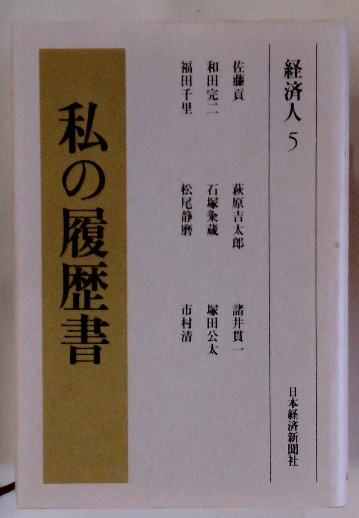 経済人 5
佐藤貢
萩原吉太郎
諸井貫一
和田完二
石塚粂蔵
塚田公太
福田千里
松尾静磨
市村清
私の履歴書
日本経済新聞社